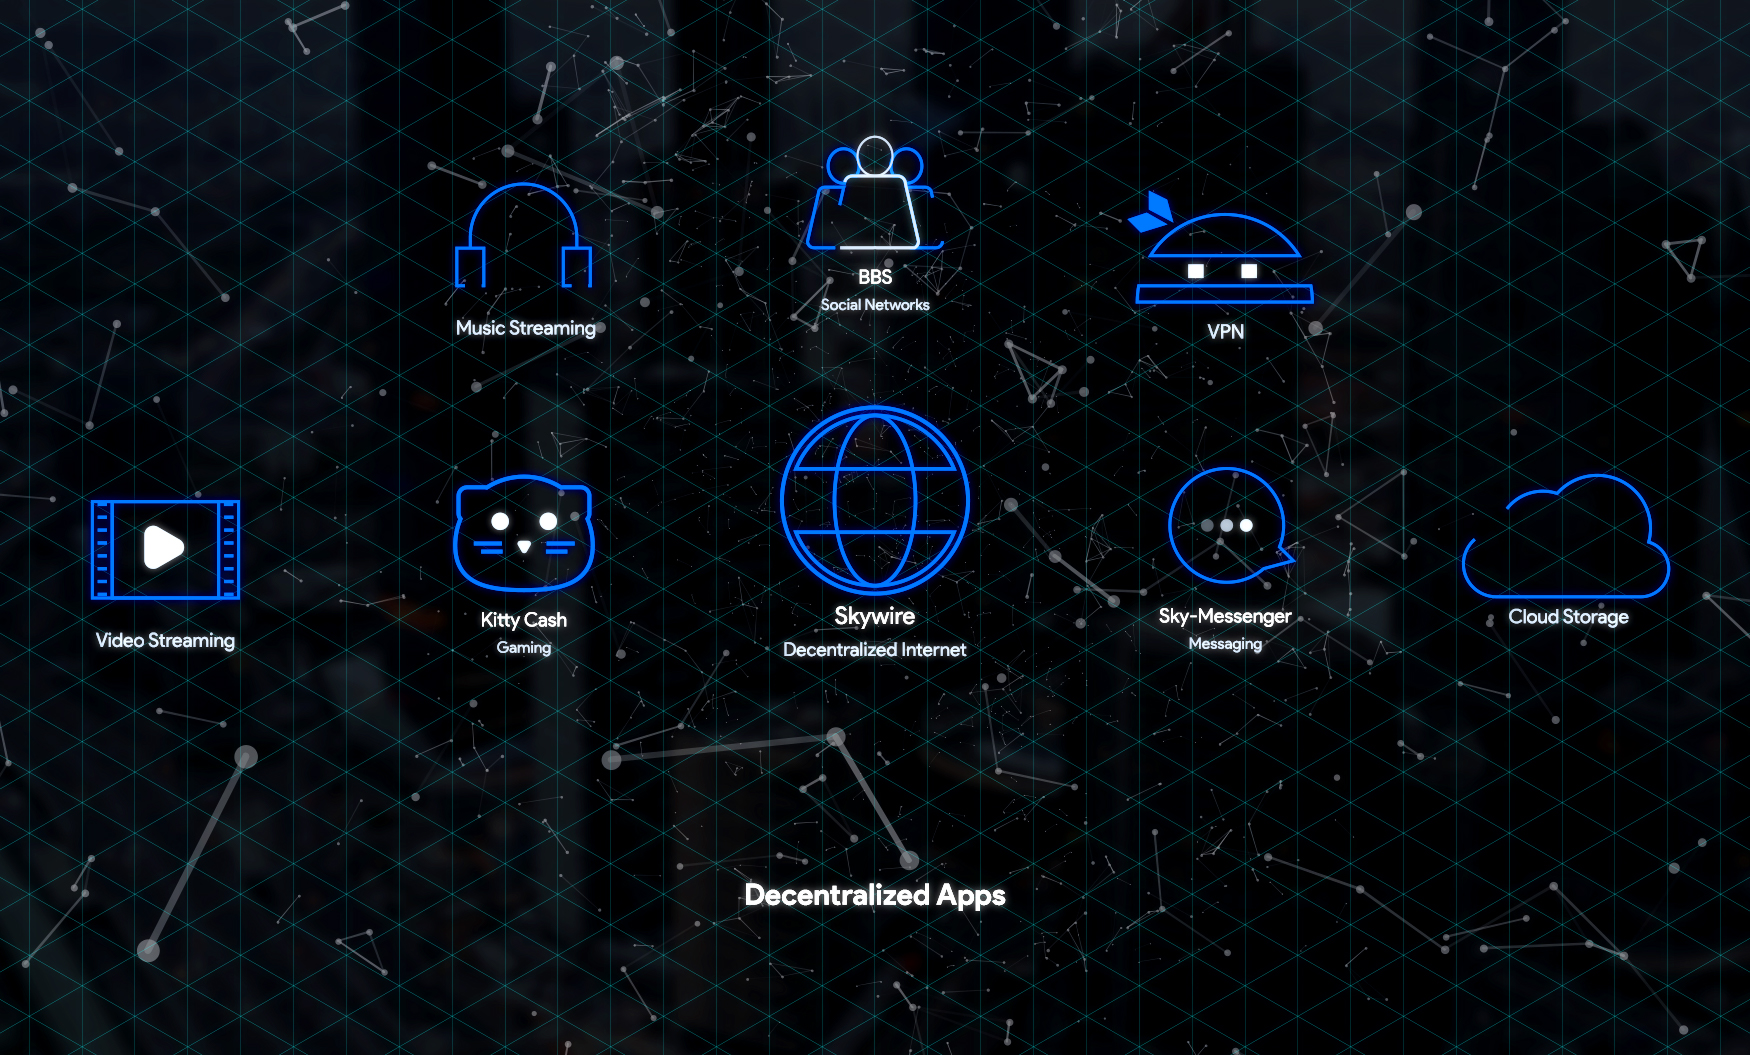 BBS
Social Networks
Music Streaming
VPN
Video Streaming
Kitty Cash
Gaming
Skywire
Decentralized Internet
Sky-Messenger
Messaging
Cloud Storage
Decentralized Apps